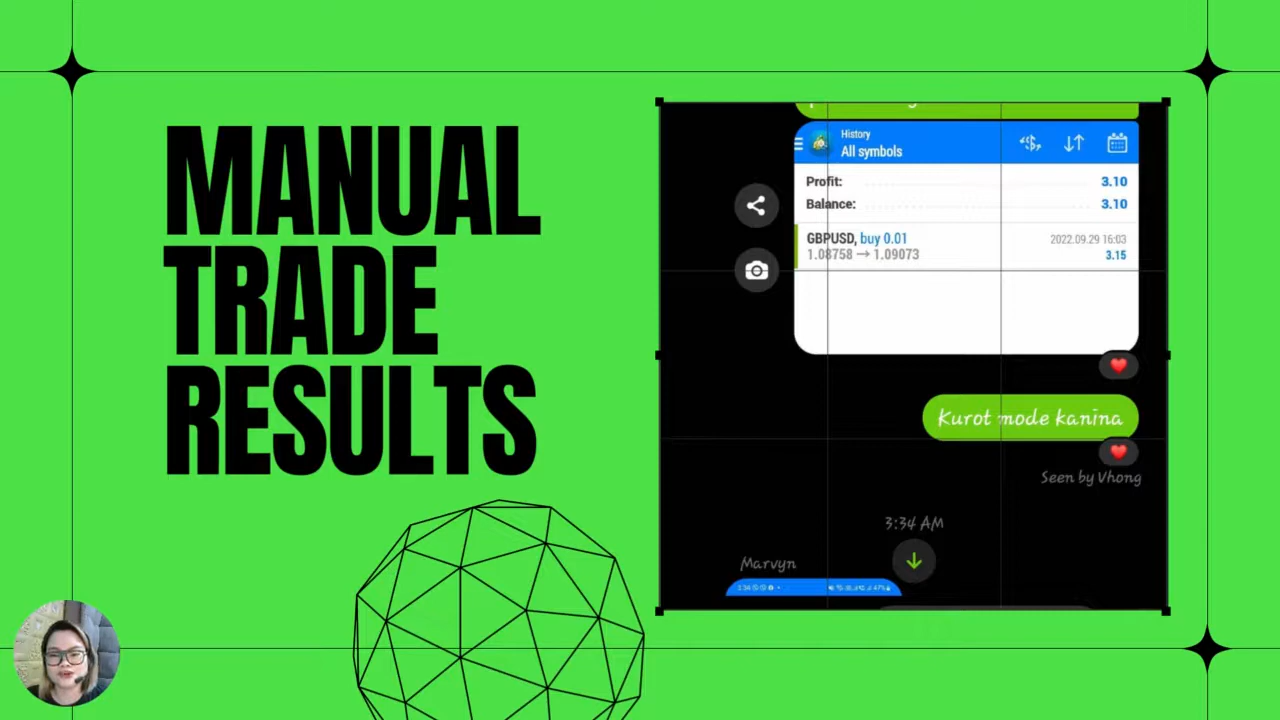 MANUAL
TRADE
RESULTS
History
All symbols
Profit: 3.10
Balance: 3.10
GBPUSD, buy 0.01 2022.09.29 16:03
1.08758 → 1.09073 3.15
Kurot mode kanina
Seen by Vhong
3:34 AM
Marvyn